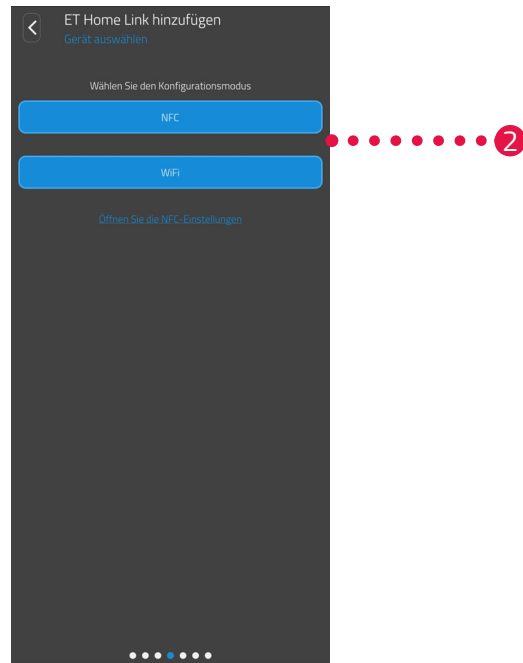 ET Home Link hinzufügen
Gerät auswählen
Wählen Sie den Konfigurationsmodus
NFC
2
WiFi
Öffnen Sie die NFC-Einstellungen